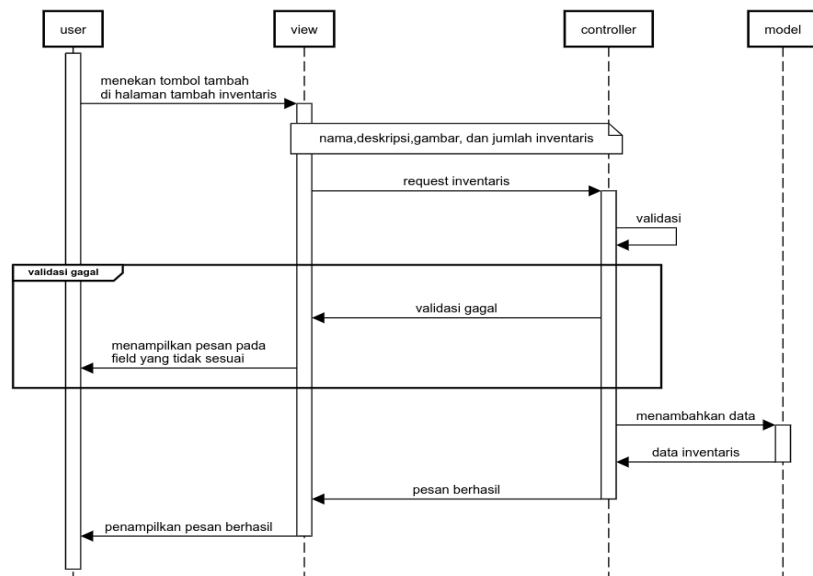 user
view
controller
model
menekan tombol tambah
di halaman tambah inventaris
nama,deskripsi,gambar, dan jumlah inventaris
request inventaris
validasi
validasi gagal
validasi gagal
menampilkan pesan pada
field yang tidak sesuai
menambahkan data
data inventaris
pesan berhasil
penampilkan pesan berhasil